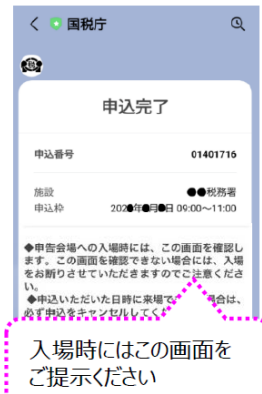 国税庁
税
申込完了
申込番号 01401716
施設 ●●税務署
申込枠 202●年●月●日 09:00～11:00
◆申告会場への入場時には、この画面を確認し
ます。この画面を確認できない場合には、入場
をお断りさせていただきますのでご注意くださ
い。
◆申込いただいた日時に来場で 場合は、
必ず申込をキャンセルしてく
入場時にはこの画面を
ご提示ください